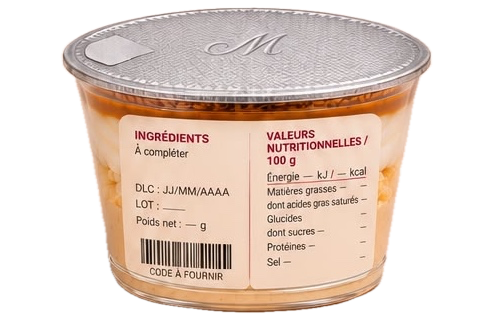 M
INGRÉDIENTS
À compléter
DLC : JJ/MM/AAAA
LOT : ___
Poids net : — g
CODE À FOURNIR
VALEURS
NUTRITIONNELLES /
100 g
Énergie — kJ / — kcal
Matières grasses — –
dont acides gras saturés –
Glucides –
dont sucres — –
Protéines — –
Sel — –